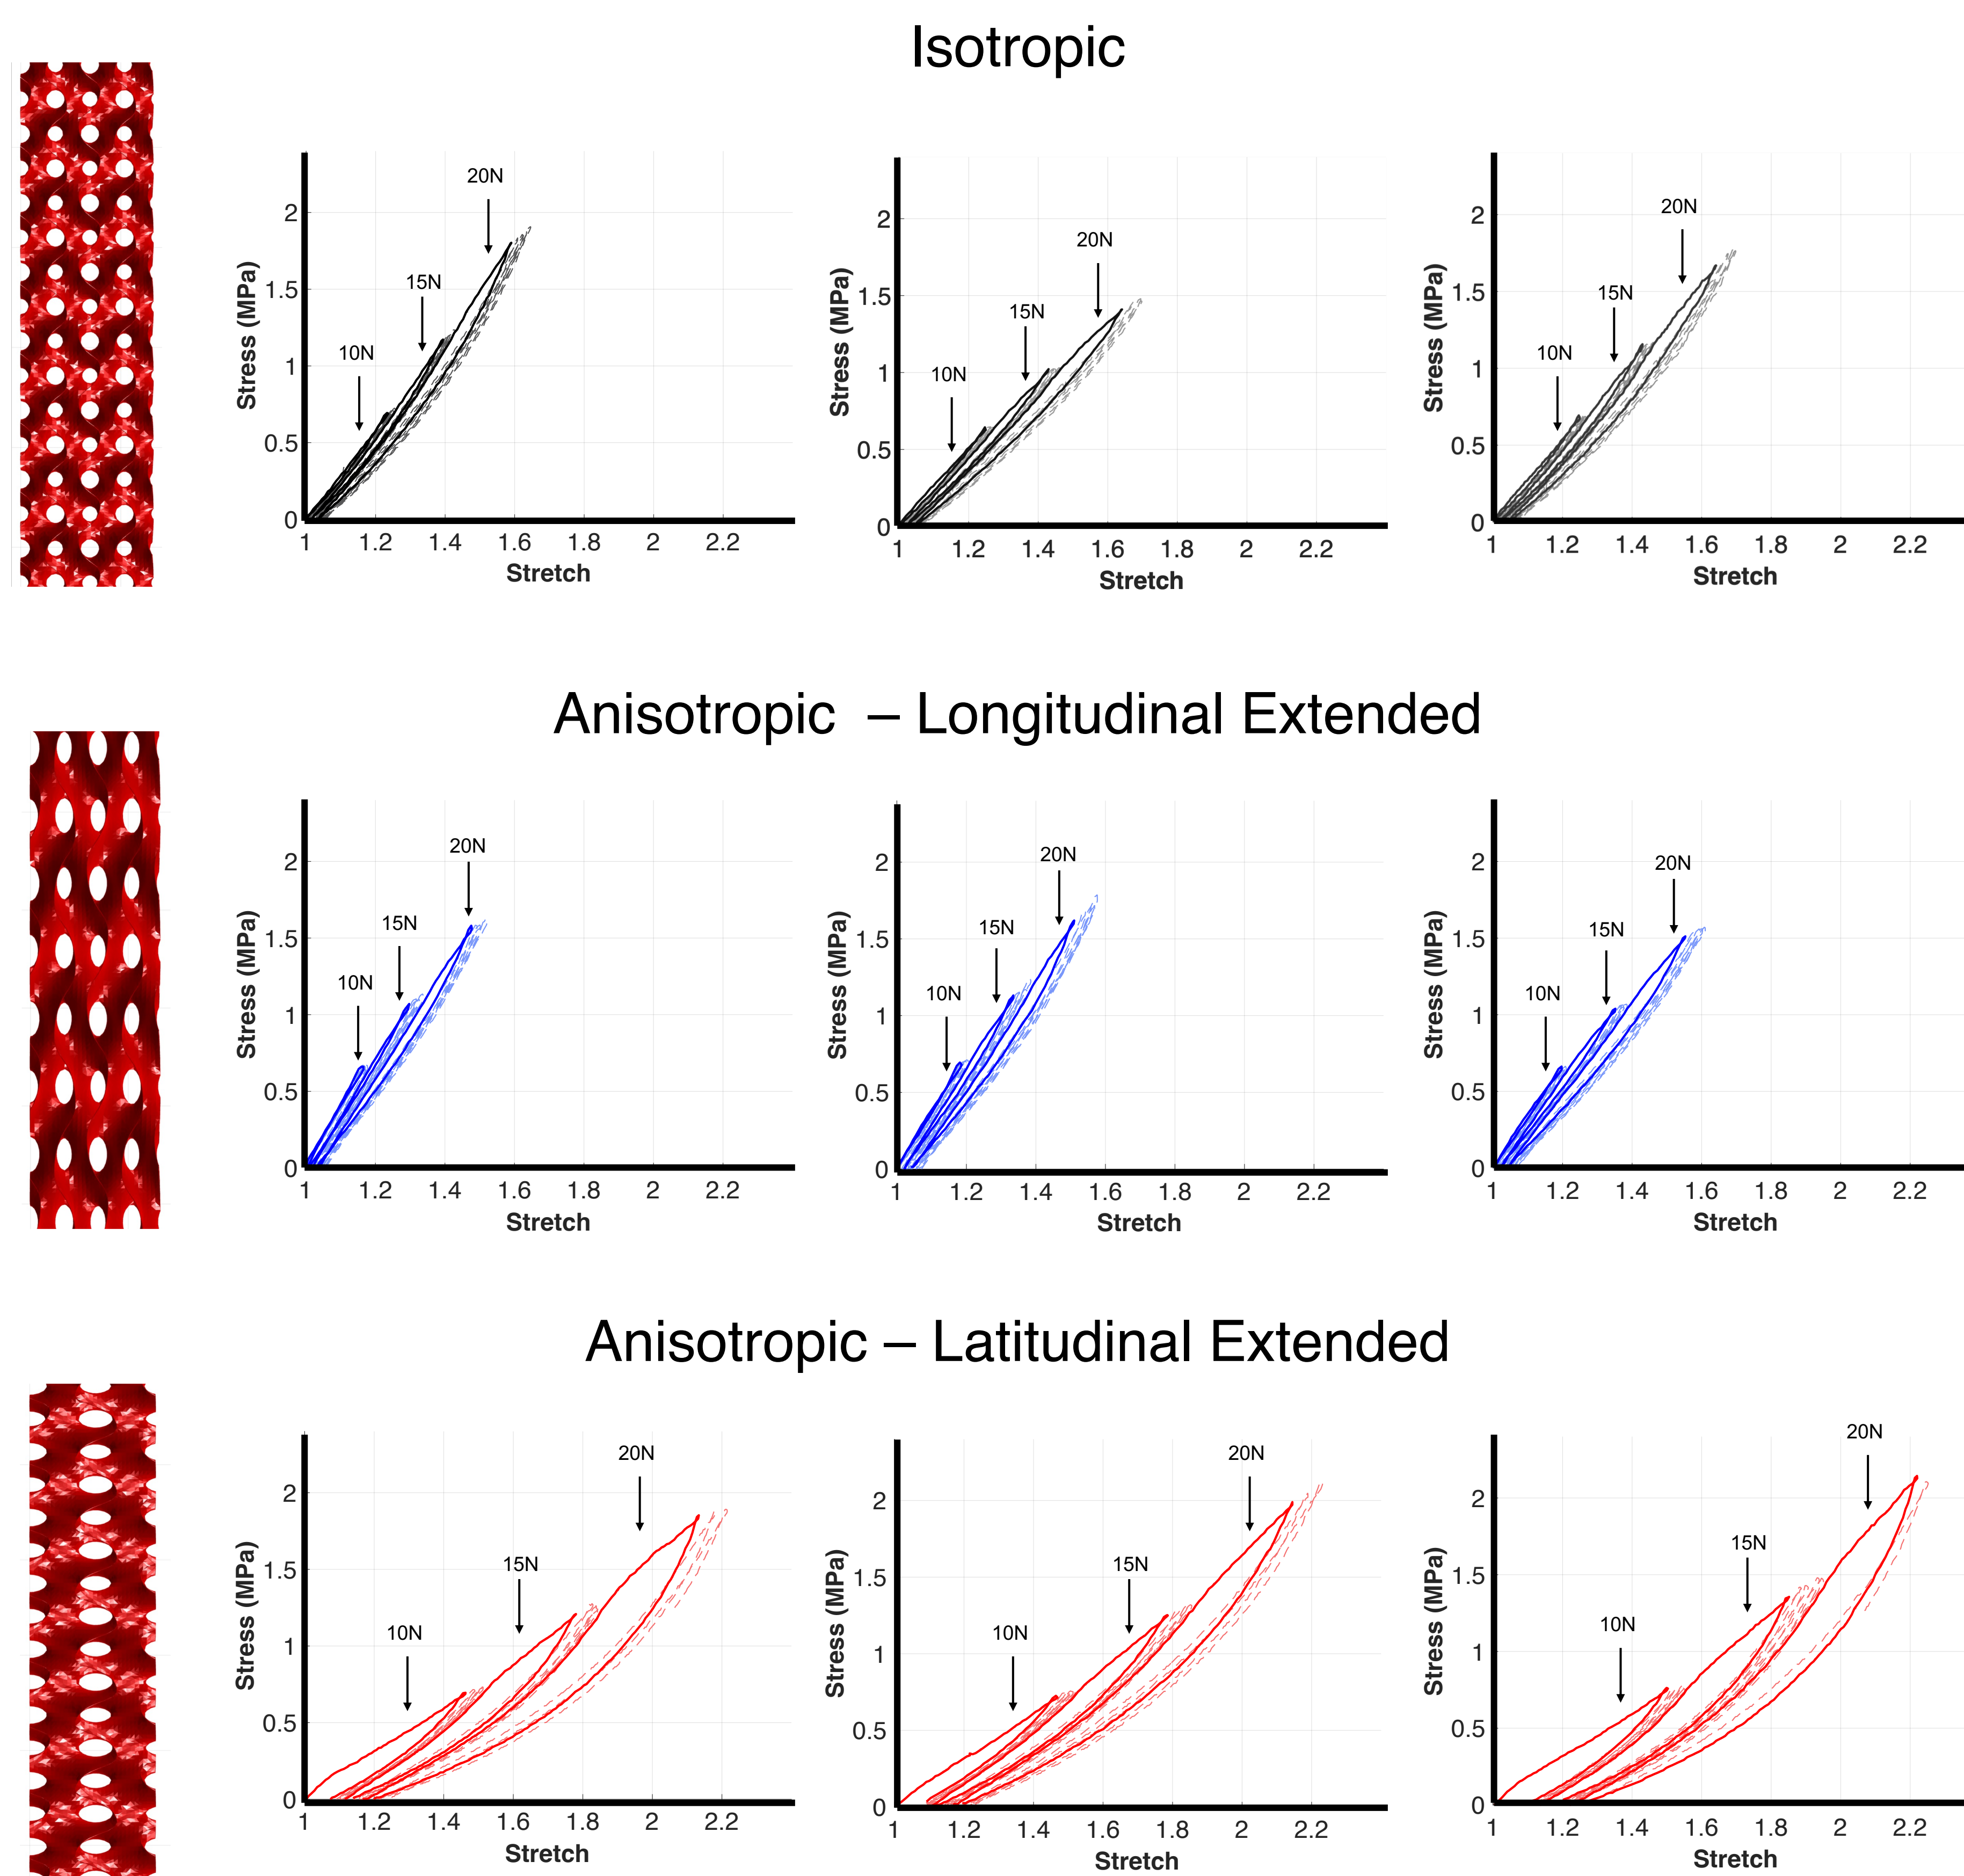 Isotropic
20N
15N
10N
2
1.5
1
0.5
0
Stress (MPa)
1 1.2 1.4 1.6 1.8 2 2.2
Stretch
20N
15N
10N
2
1.5
1
0.5
0
Stress (MPa)
1 1.2 1.4 1.6 1.8 2 2.2
Stretch
20N
15N
10N
2
1.5
1
0.5
0
Stress (MPa)
1 1.2 1.4 1.6 1.8 2 2.2
Stretch
Anisotropic – Longitudinal Extended
20N
15N
10N
2
1.5
1
0.5
0
Stress (MPa)
1 1.2 1.4 1.6 1.8 2 2.2
Stretch
20N
15N
10N
2
1.5
1
0.5
0
Stress (MPa)
1 1.2 1.4 1.6 1.8 2 2.2
Stretch
20N
15N
10N
2
1.5
1
0.5
0
Stress (MPa)
1 1.2 1.4 1.6 1.8 2 2.2
Stretch
Anisotropic – Latitudinal Extended
20N
15N
10N
2
1.5
1
0.5
0
Stress (MPa)
1 1.2 1.4 1.6 1.8 2 2.2
Stretch
20N
15N
10N
2
1.5
1
0.5
0
Stress (MPa)
1 1.2 1.4 1.6 1.8 2 2.2
Stretch
20N
15N
10N
2
1.5
1
0.5
0
Stress (MPa)
1 1.2 1.4 1.6 1.8 2 2.2
Stretch